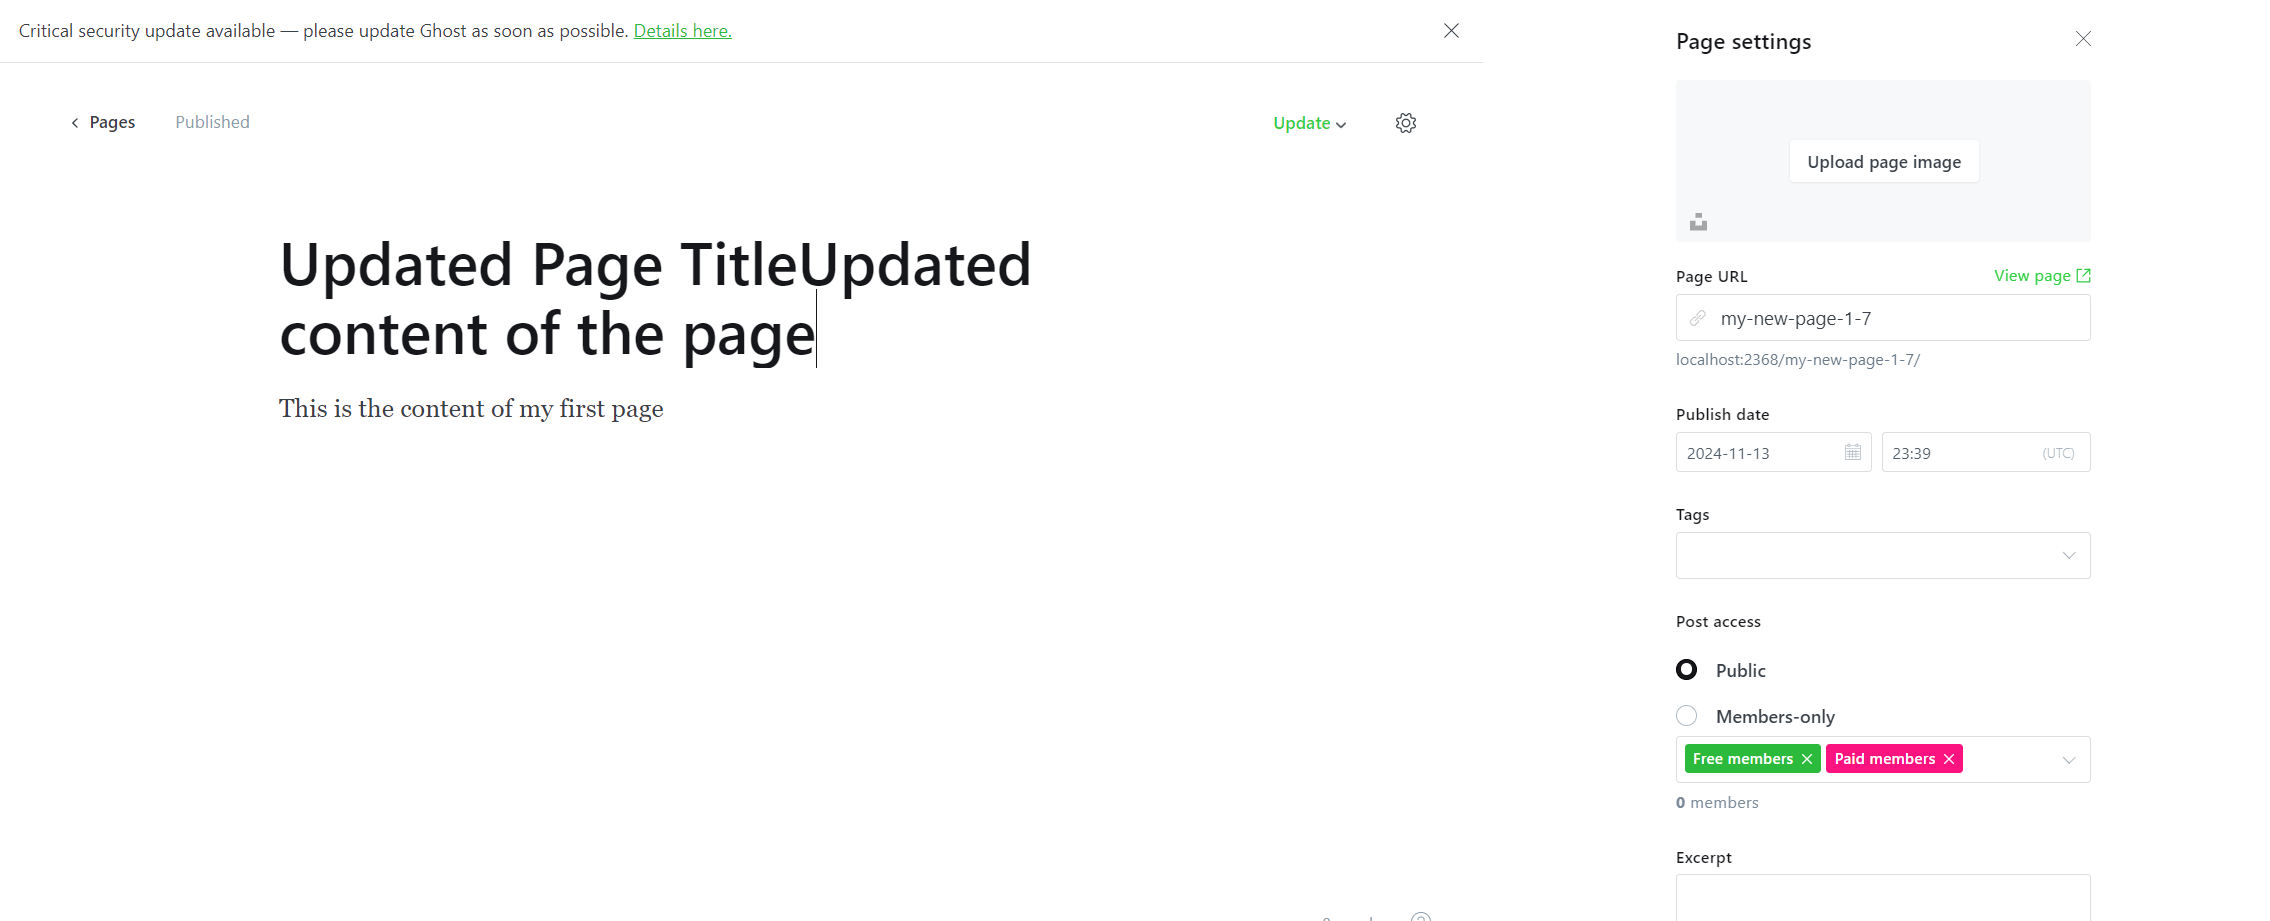 Critical security update available — please update Ghost as soon as possible. Details here.
Pages
Published
Update
Updated Page TitleUpdated
content of the page
This is the content of my first page
Page settings
Upload page image
Page URL
View page
my-new-page-1-7
localhost:2368/my-new-page-1-7/
Publish date
2024-11-13
23:39
(UTC)
Tags
Post access
Public
Members-only
Free members
Paid members
0 members
Excerpt